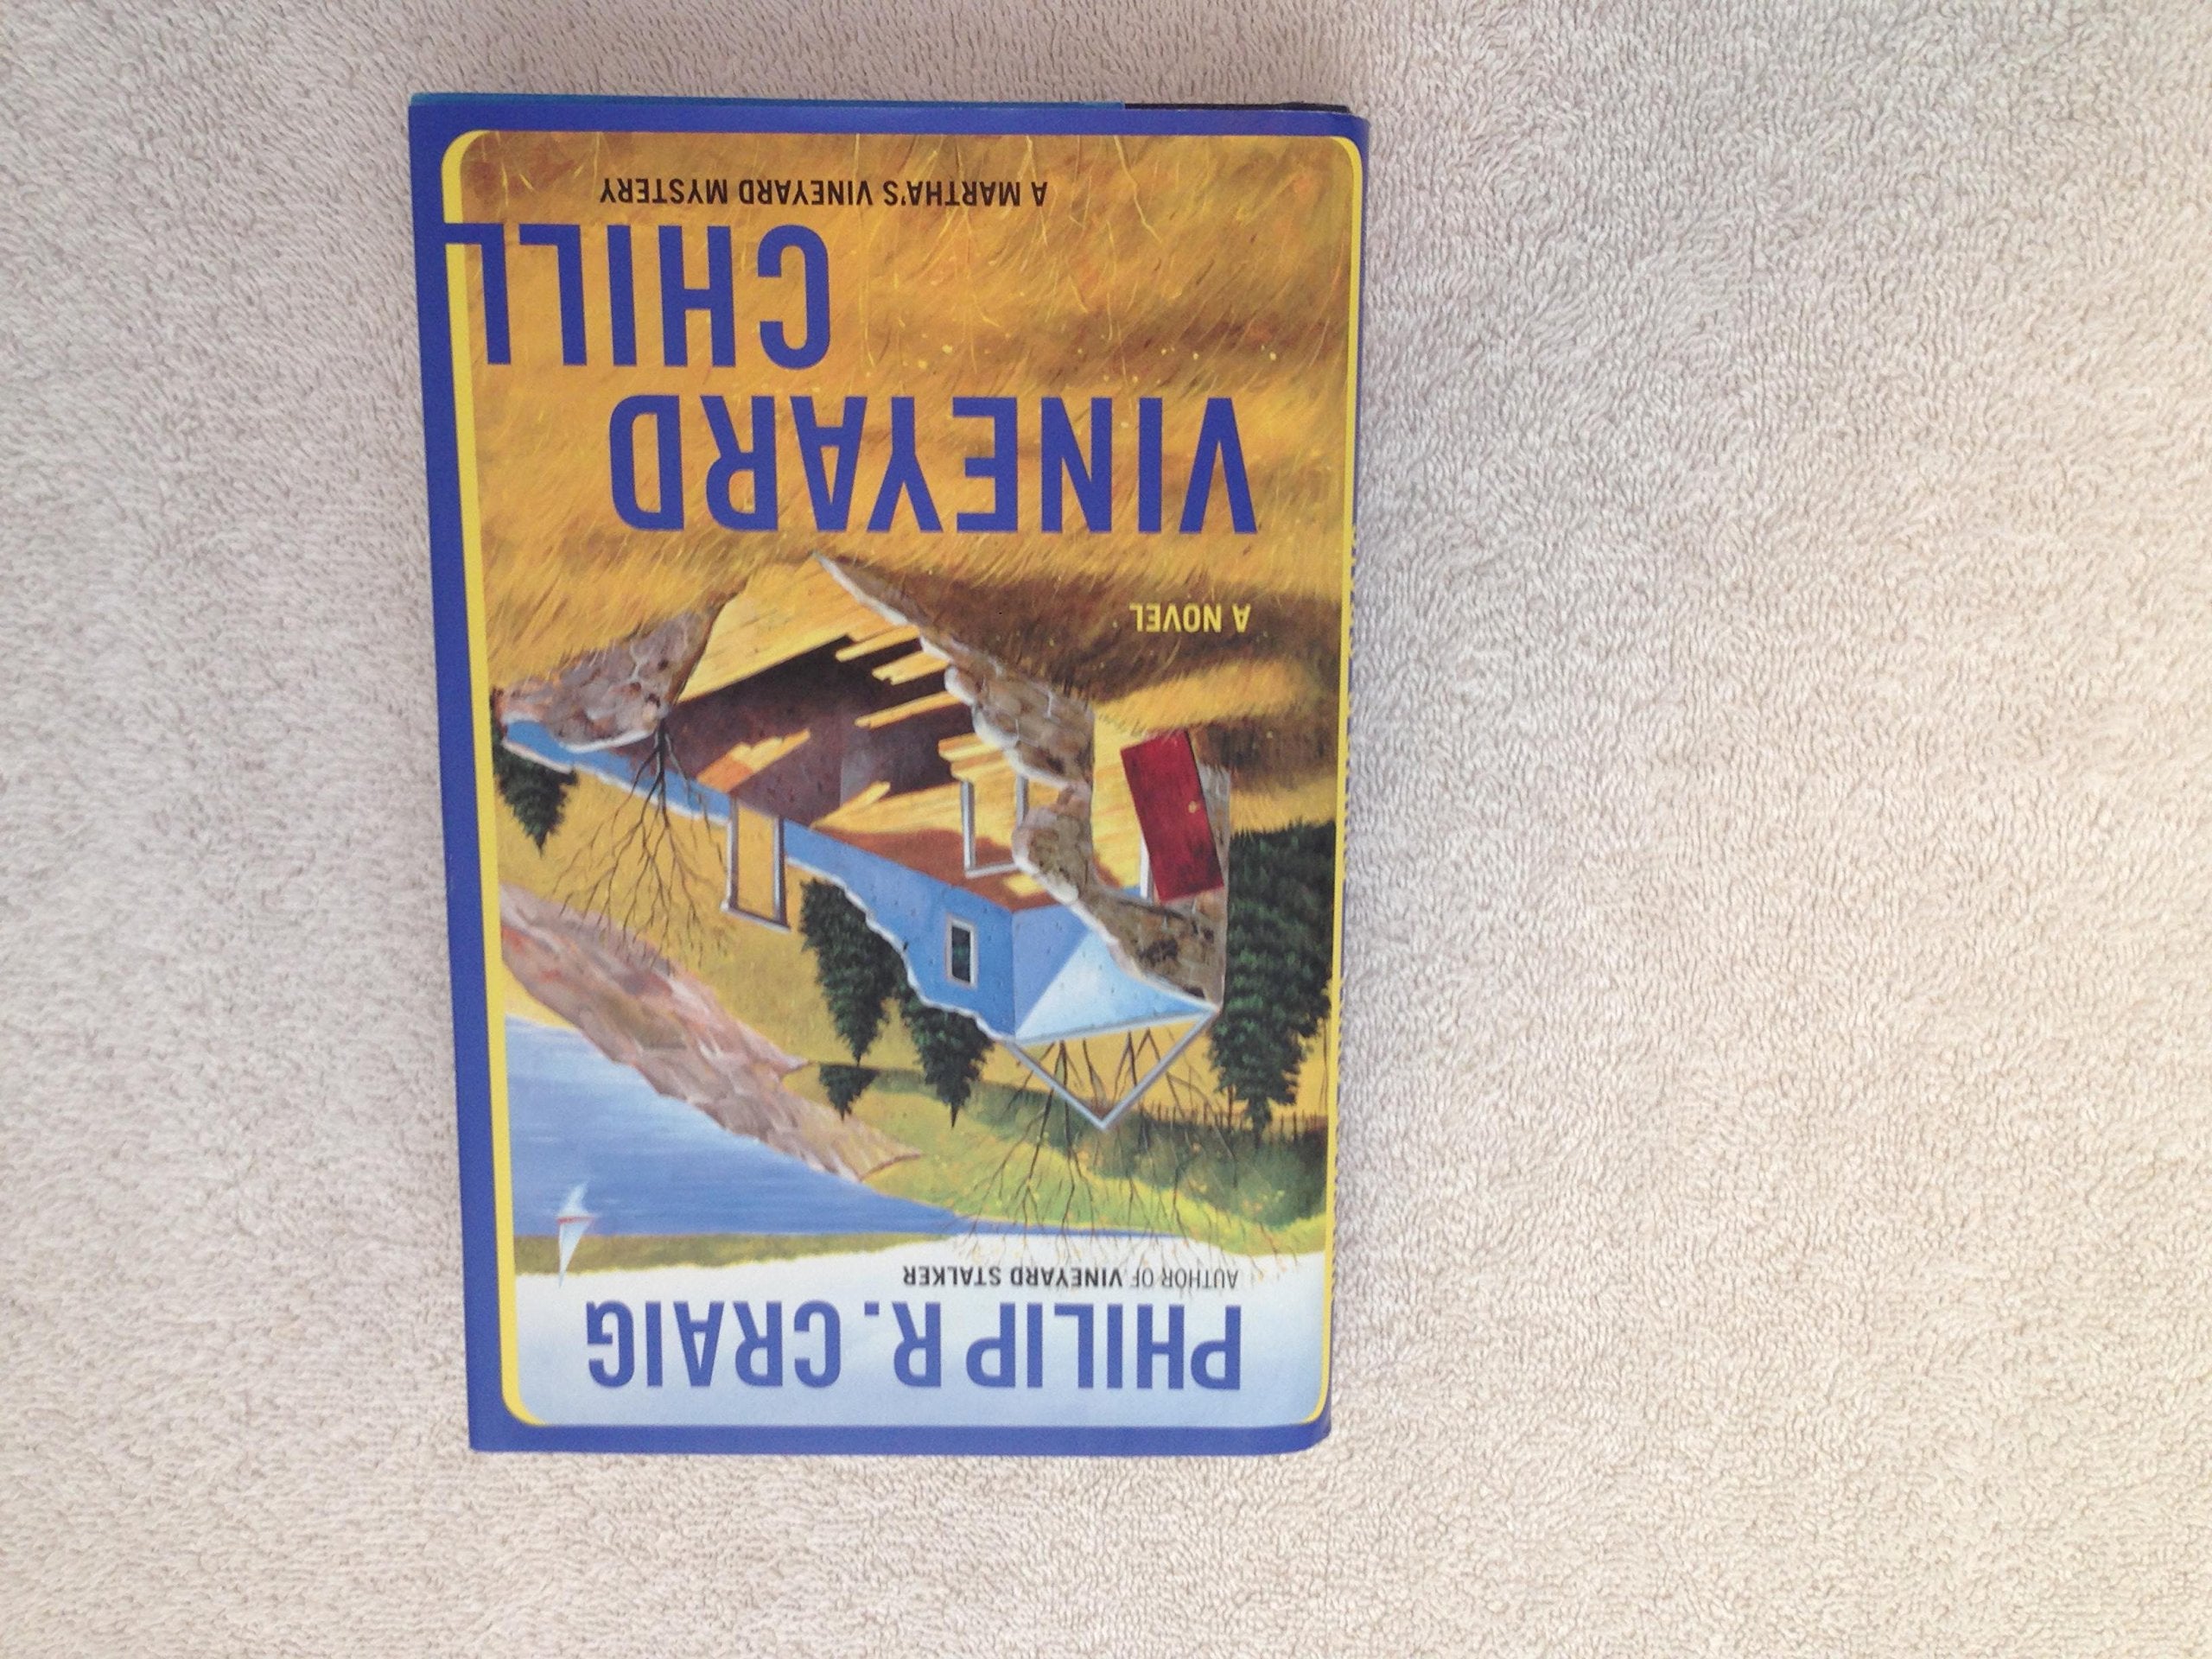 PHILIP R. CRAIG
AUTHOR OF VINEYARD STALKER
A NOVEL
VINEYARD
CHILL
A MARTHA'S VINEYARD MYSTERY